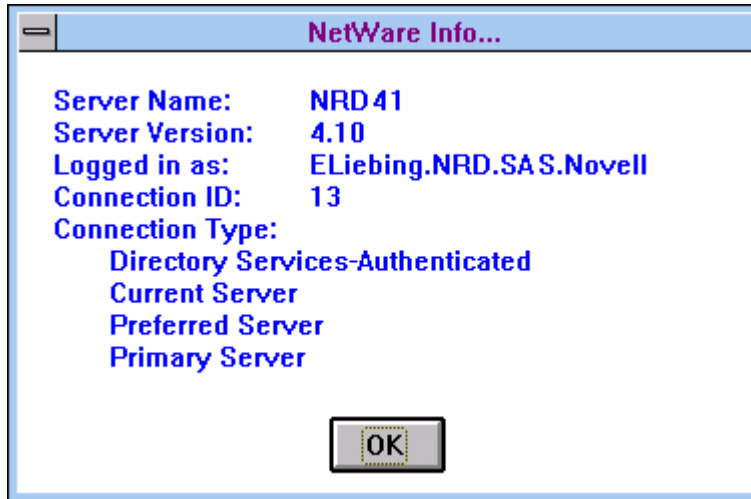 NetWare Info...
Server Name: NRD41
Server Version: 4.10
Logged in as: ELiebing.NRD.SAS.Novell
Connection ID: 13
Connection Type:
Directory Services-Authenticated
Current Server
Preferred Server
Primary Server
OK